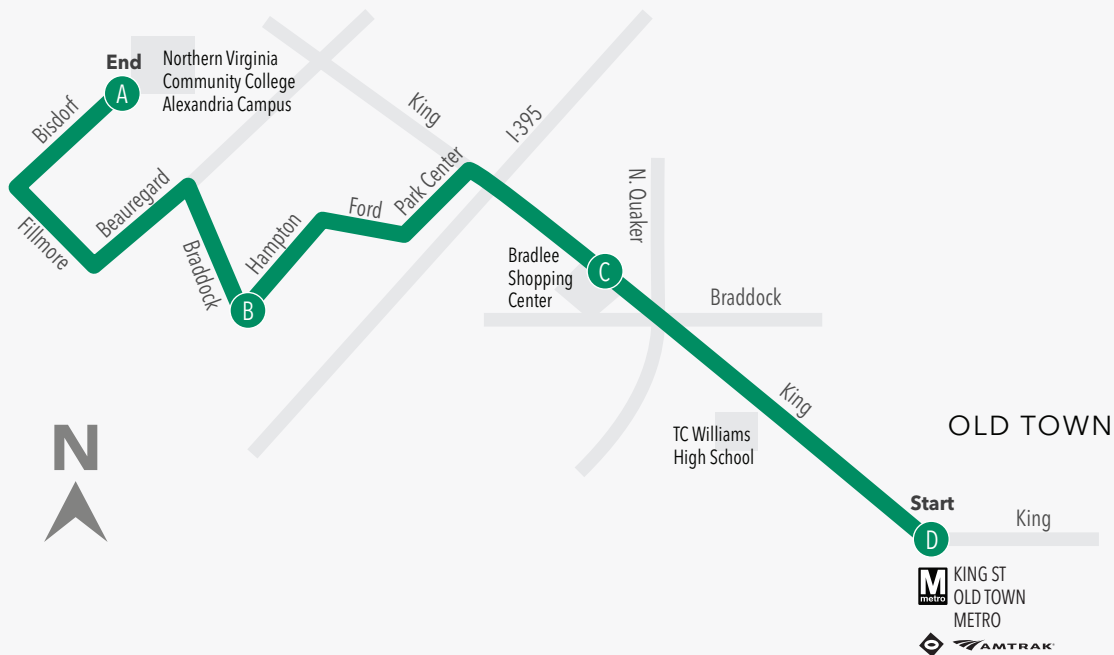 End
A
Northern Virginia
Community College
Alexandria Campus
Bisdorf
Fillmore
Beauregard
Braddock
B
Hampton
Ford
Park Center
King
I-395
N. Quaker
Bradlee
Shopping
Center
C
Braddock
King
TC Williams
High School
OLD TOWN
Start
D
King
M
metro
KING ST
OLD TOWN
METRO
AMTRAK
N